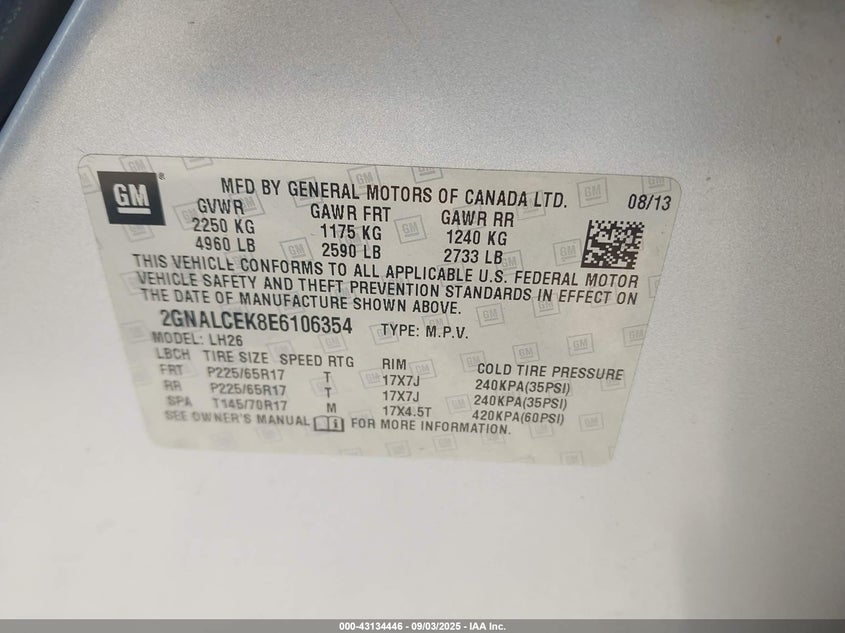 GM ® MFD BY GENERAL MOTORS OF CANADA LTD. 08/13
GVWR GAWR FRT GAWR RR
2250 KG 1175 KG 1240 KG
4960 LB 2590 LB 2733 LB
THIS VEHICLE CONFORMS TO ALL APPLICABLE U.S. FEDERAL MOTOR
VEHICLE SAFETY AND THEFT PREVENTION STANDARDS IN EFFECT ON
THE DATE OF MANUFACTURE SHOWN ABOVE.
2GNALCEK8E6106354 TYPE: M.P.V.
MODEL: LH26
LBCH TIRE SIZE SPEED RTG RIM COLD TIRE PRESSURE
FRT P225/65R17 T 17X7J 240KPA(35PSI)
RR P225/65R17 T 17X7J 240KPA(35PSI)
SPA T145/70R17 M 17X4.5T 420KPA(60PSI)
SEE OWNER'S MANUAL FOR MORE INFORMATION.
000-43134446 - 09/03/2025 - IAA Inc.